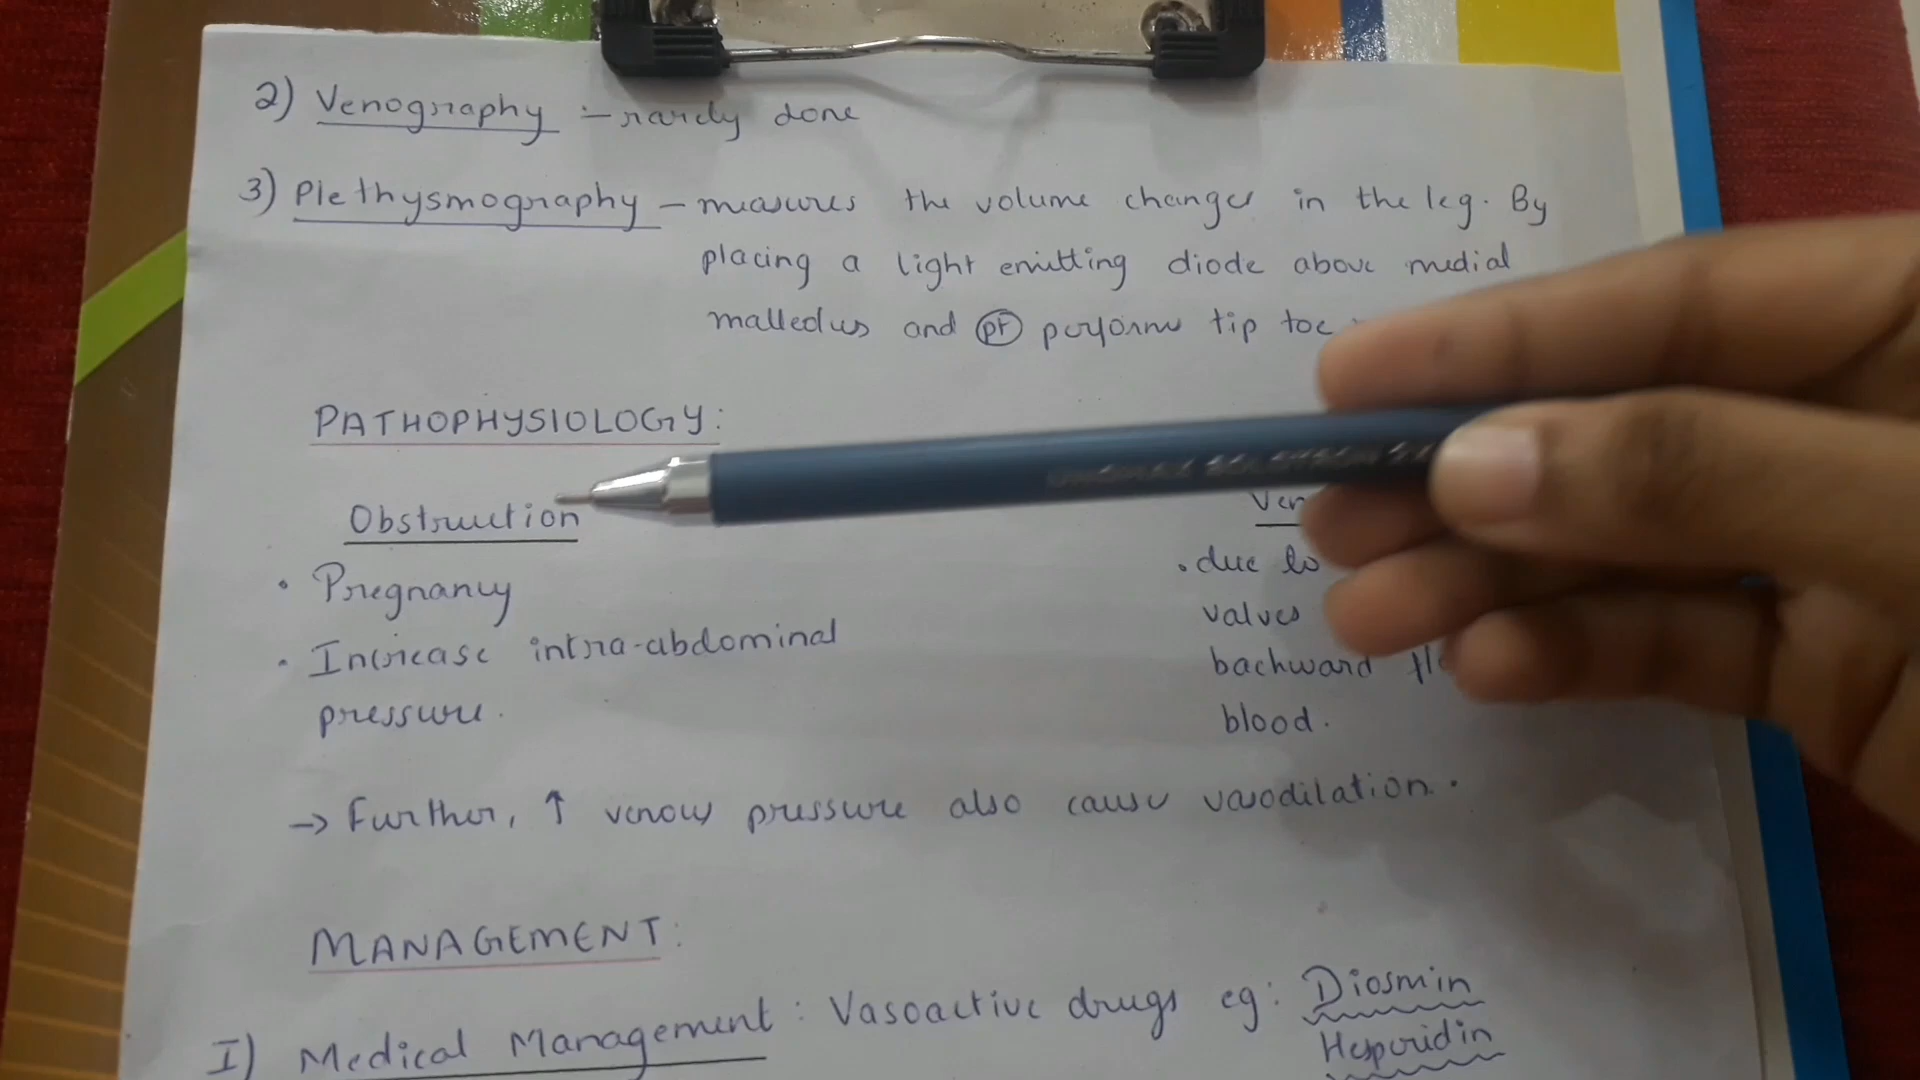 2) Venography :- rarely done
3) Plethysmography - measures the volume changes in the leg. By
placing a light emitting diode above medial
malleolus and pt performs tip toe
PATHOPHYSIOLOGY:
Obstruction
• Pregnancy
• due to
values
• Increase intra-abdominal
backward
pressure.
blood.
→ Further, ↑ venous pressure also cause vasodilation.
MANAGEMENT:
I) Medical Management : Vasoactive drugs eg: Diosmin
Hesperidin